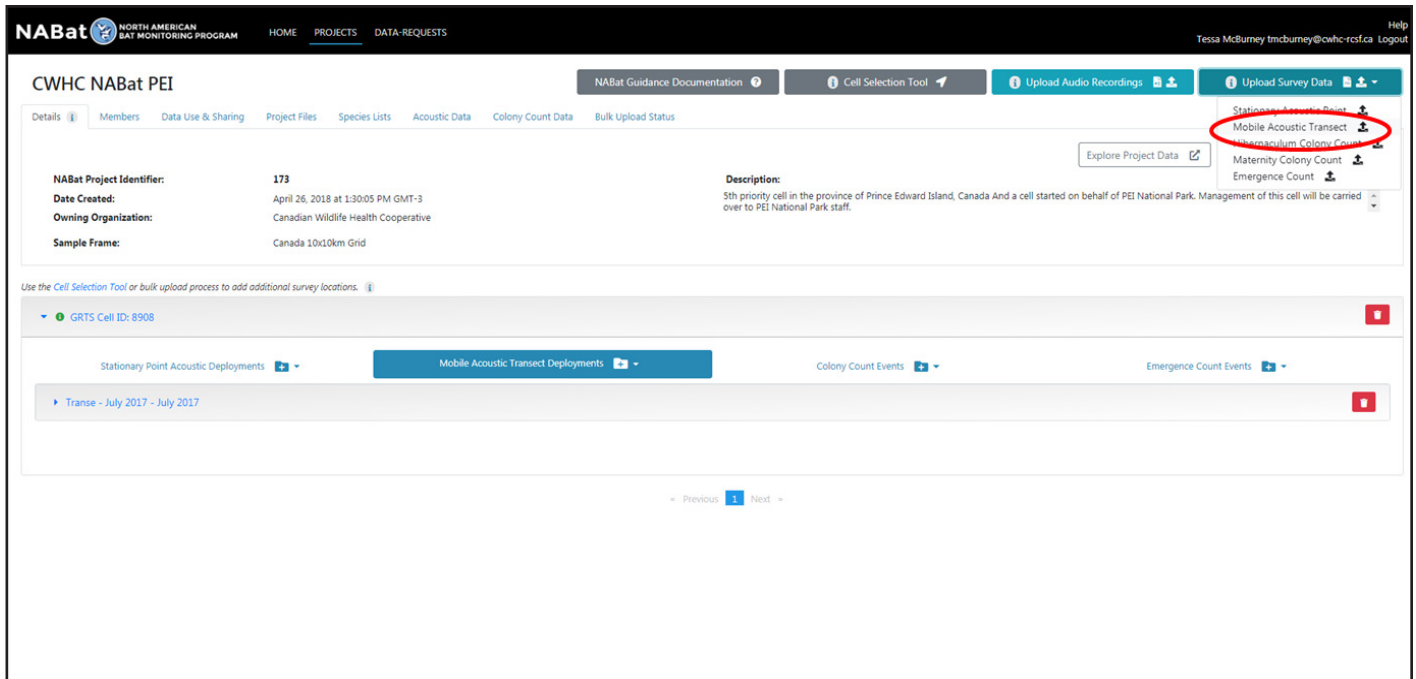 NABat NORTH AMERICAN
BAT MONITORING PROGRAM
HOME PROJECTS DATA-REQUESTS
Help
Tessa McBurney tmcburney@cwhc-rcsf.ca Logout
CWHC NABat PEI
NABat Guidance Documentation
Cell Selection Tool
Upload Audio Recordings
Upload Survey Data
Details Members Data Use & Sharing Project Files Species Lists Acoustic Data Colony Count Data Bulk Upload Status
Stationary Acoustic Point
Mobile Acoustic Transect
Hibernaculum Colony Count
Maternity Colony Count
Emergence Count
Explore Project Data
NABat Project Identifier: 173
Date Created: April 26, 2018 at 1:30:05 PM GMT-3
Owning Organization: Canadian Wildlife Health Cooperative
Sample Frame: Canada 10x10km Grid
Description:
5th priority cell in the province of Prince Edward Island, Canada And a cell started on behalf of PEI National Park. Management of this cell will be carried
over to PEI National Park staff.
Use the Cell Selection Tool or bulk upload process to add additional survey locations.
GRTS Cell ID: 8908
Stationary Point Acoustic Deployments
Mobile Acoustic Transect Deployments
Colony Count Events
Emergence Count Events
Transe - July 2017 - July 2017
« Previous 1 Next »